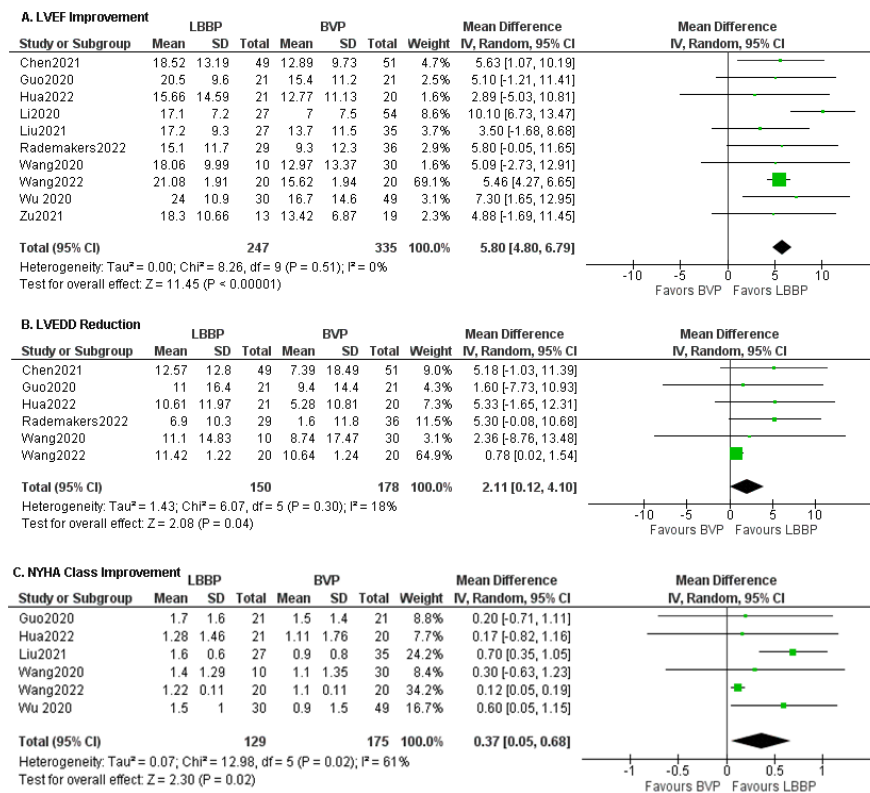 A. LVEF Improvement
LBBP BVP Mean Difference Mean Difference
Study or Subgroup Mean SD Total Mean SD Total Weight IV, Random, 95% CI IV, Random, 95% CI
Chen2021 18.52 13.19 49 12.89 9.73 51 4.7% 5.63 [1.07, 10.19]
Guo2020 20.5 9.6 21 15.4 11.2 21 2.5% 5.10 [-1.21, 11.41]
Hua2022 15.66 14.59 21 12.77 11.13 20 1.6% 2.89 [-5.03, 10.81]
Li2020 17.1 7.2 27 7 7.5 54 8.6% 10.10 [6.73, 13.47]
Liu2021 17.2 9.3 27 13.7 11.5 35 3.6% 3.50 [-1.68, 8.68]
Rademakers2022 15.1 11.7 29 9.3 12.3 36 2.9% 5.80 [-0.05, 11.65]
Wang2020 18.06 9.99 10 12.97 13.37 30 1.6% 5.09 [-2.73, 12.91]
Wang2022 21.08 1.91 20 15.62 1.94 20 69.1% 5.46 [4.27, 6.65]
Wu 2020 24 10.9 30 16.7 14.6 49 3.1% 7.30 [1.65, 12.95]
Zu2021 18.3 10.66 13 13.42 6.87 19 2.3% 4.88 [-1.69, 11.45]
Total (95% CI) 247 335 100.0% 5.80 [4.80, 6.79]
Heterogeneity: Tau² = 0.00; Chi² = 8.26, df = 9 (P = 0.51); I² = 0%
Test for overall effect: Z = 11.45 (P < 0.00001)
-10 -5 0 5 10
Favors BVP Favors LBBP
B. LVEDD Reduction
LBBP BVP Mean Difference Mean Difference
Study or Subgroup Mean SD Total Mean SD Total Weight IV, Random, 95% CI IV, Random, 95% CI
Chen2021 12.57 12.8 49 7.39 18.49 51 9.0% 5.18 [-1.03, 11.39]
Guo2020 11 16.4 21 9.4 14.4 21 4.2% 1.60 [-7.73, 10.93]
Hua2022 10.61 11.97 21 5.28 10.81 20 7.3% 5.33 [-1.65, 12.31]
Rademakers2022 6.9 10.3 29 1.6 11.8 36 11.5% 5.30 [-0.08, 10.68]
Wang2020 11.1 14.83 10 8.74 17.47 30 3.1% 2.36 [-8.76, 13.48]
Wang2022 11.42 1.22 20 10.64 1.24 20 64.9% 0.78 [0.02, 1.54]
Total (95% CI) 150 178 100.0% 2.11 [0.12, 4.10]
Heterogeneity: Tau² = 1.43; Chi² = 6.07, df = 5 (P = 0.30); I² = 18%
Test for overall effect: Z = 2.08 (P = 0.04)
-10 -5 0 5 10
Favours BVP Favours LBBP
C. NYHA Class Improvement
LBBP BVP Mean Difference Mean Difference
Study or Subgroup Mean SD Total Mean SD Total Weight IV, Random, 95% CI IV, Random, 95% CI
Guo2020 1.7 1.6 21 1.5 1.4 21 8.8% 0.20 [-0.71, 1.11]
Hua2022 1.28 1.46 21 1.11 1.76 20 7.7% 0.17 [-0.82, 1.16]
Liu2021 1.6 0.6 27 0.9 0.8 35 24.2% 0.70 [0.35, 1.05]
Wang2020 1.4 1.29 10 1.1 1.35 30 8.4% 0.30 [-0.63, 1.23]
Wang2022 1.22 0.11 20 1.1 0.11 20 34.2% 0.12 [0.05, 0.19]
Wu 2020 1.5 1 30 0.9 1.5 49 16.7% 0.60 [0.05, 1.15]
Total (95% CI) 129 175 100.0% 0.37 [0.05, 0.68]
Heterogeneity: Tau² = 0.07; Chi² = 12.98, df = 5 (P = 0.02); I² = 61%
Test for overall effect: Z = 2.30 (P = 0.02)
-1 -0.5 0 0.5 1
Favours BVP Favours LBBP